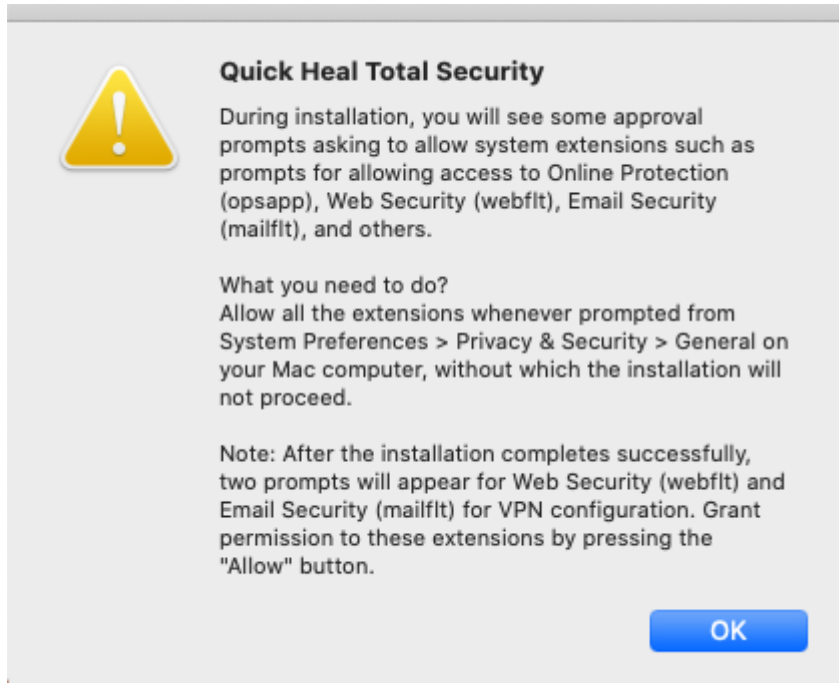 Quick Heal Total Security
During installation, you will see some approval
prompts asking to allow system extensions such as
prompts for allowing access to Online Protection
(opsapp), Web Security (webflt), Email Security
(mailflt), and others.
What you need to do?
Allow all the extensions whenever prompted from
System Preferences > Privacy & Security > General on
your Mac computer, without which the installation will
not proceed.
Note: After the installation completes successfully,
two prompts will appear for Web Security (webflt) and
Email Security (mailflt) for VPN configuration. Grant
permission to these extensions by pressing the
"Allow" button.
OK